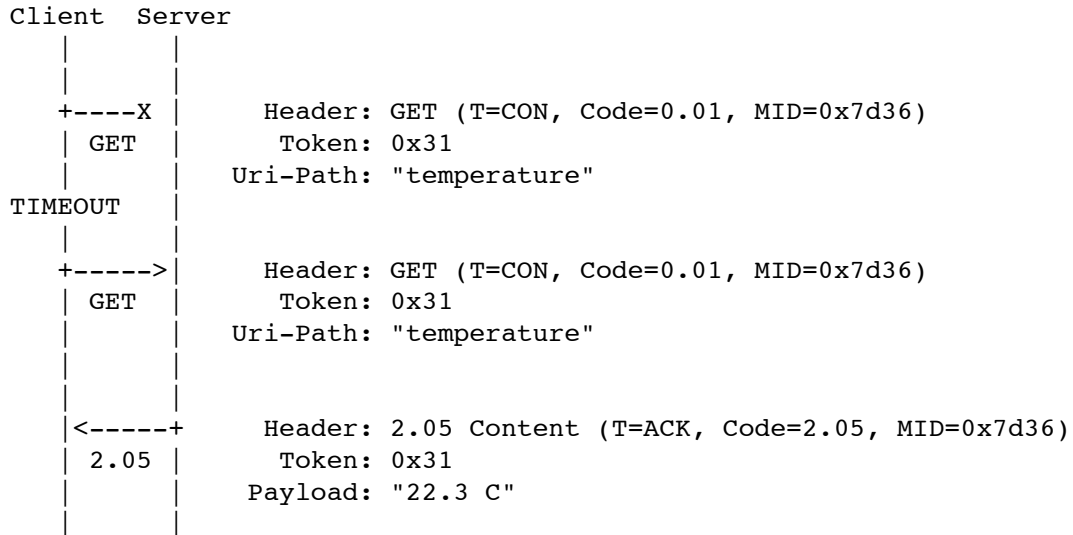 Client  Server
   |      |
   |      |
   +----X |     Header: GET (T=CON, Code=0.01, MID=0x7d36)
   | GET  |      Token: 0x31
   |      |   Uri-Path: "temperature"
TIMEOUT   |
   |      |
   +----->|     Header: GET (T=CON, Code=0.01, MID=0x7d36)
   | GET  |      Token: 0x31
   |      |   Uri-Path: "temperature"
   |      |
   |      |
   |<-----+     Header: 2.05 Content (T=ACK, Code=2.05, MID=0x7d36)
   | 2.05 |      Token: 0x31
   |      |    Payload: "22.3 C"
   |      |